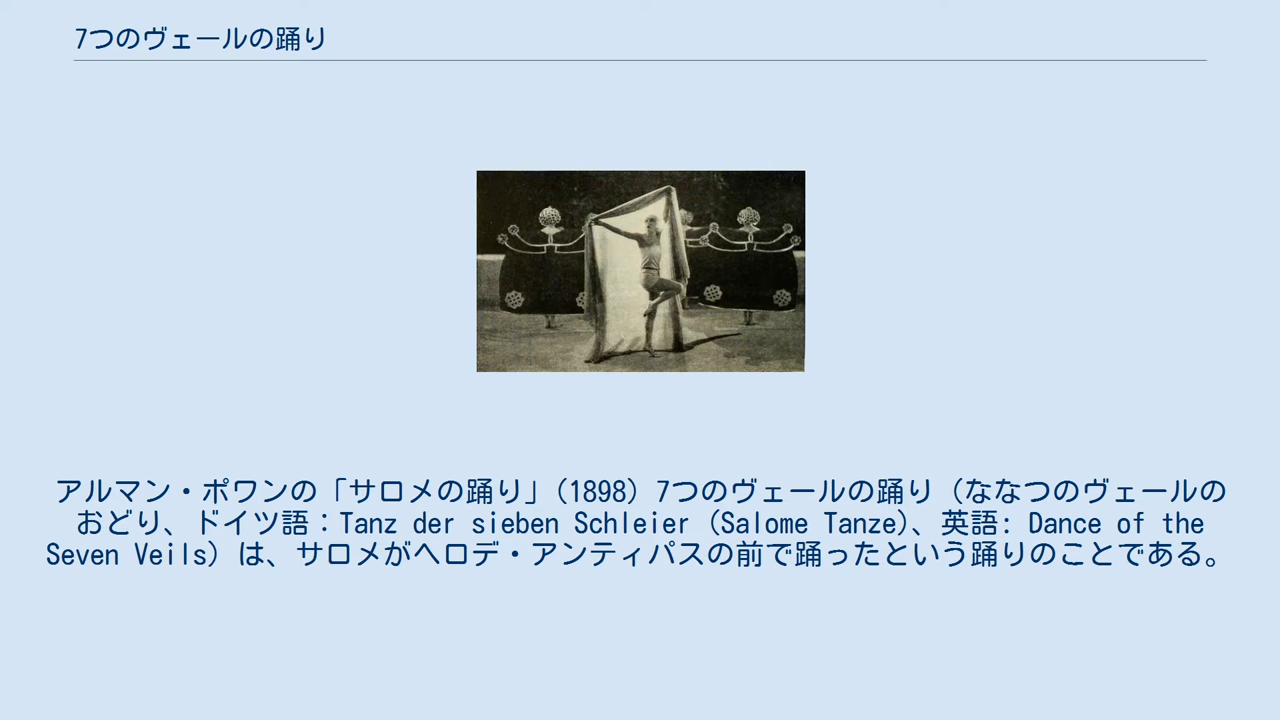 7つのヴェールの踊り
アルマン・ポワンの「サロメの踊り」(1898) 7つのヴェールの踊り（ななつのヴェールの
おどり、ドイツ語：Tanz der sieben Schleier (Salome Tanze)、英語: Dance of the
Seven Veils）は、サロメがヘロデ・アンティパスの前で踊ったという踊りのことである。